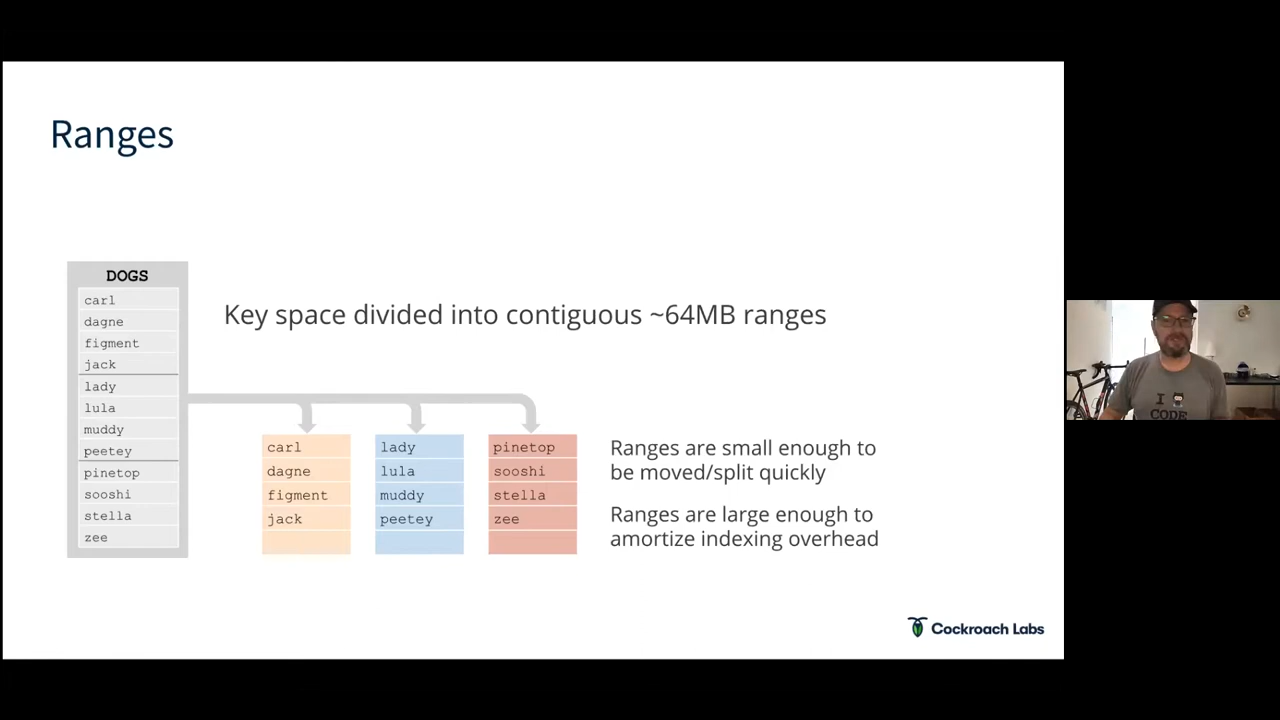 Ranges
DOGS
carl
dagne
figment
jack
lady
lula
muddy
peetey
pinetop
sooshi
stella
zee
Key space divided into contiguous ~64MB ranges
carl
dagne
figment
jack
lady
lula
muddy
peetey
pinetop
sooshi
stella
zee
Ranges are small enough to
be moved/split quickly
Ranges are large enough to
amortize indexing overhead
Cockroach Labs
I
CODE